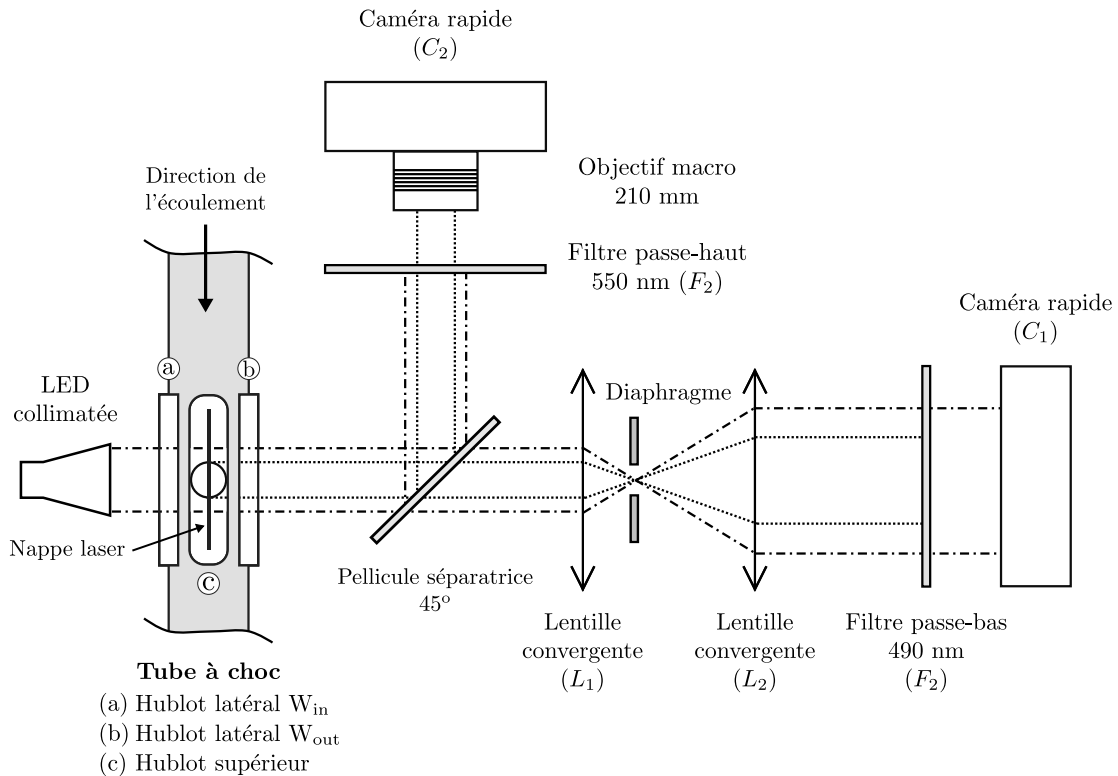 Caméra rapide
(C₂)
Direction de
l'écoulement
Objectif macro
210 mm
Filtre passe-haut
550 nm (F₂)
Caméra rapide
(C₁)
a
b
LED
collimatée
Diaphragme
Nappe laser
c
Pellicule séparatrice
45°
Lentille
convergente
(L₁)
Lentille
convergente
(L₂)
Filtre passe-bas
490 nm
(F₂)
Tube à choc
(a) Hublot latéral W_in
(b) Hublot latéral W_out
(c) Hublot supérieur